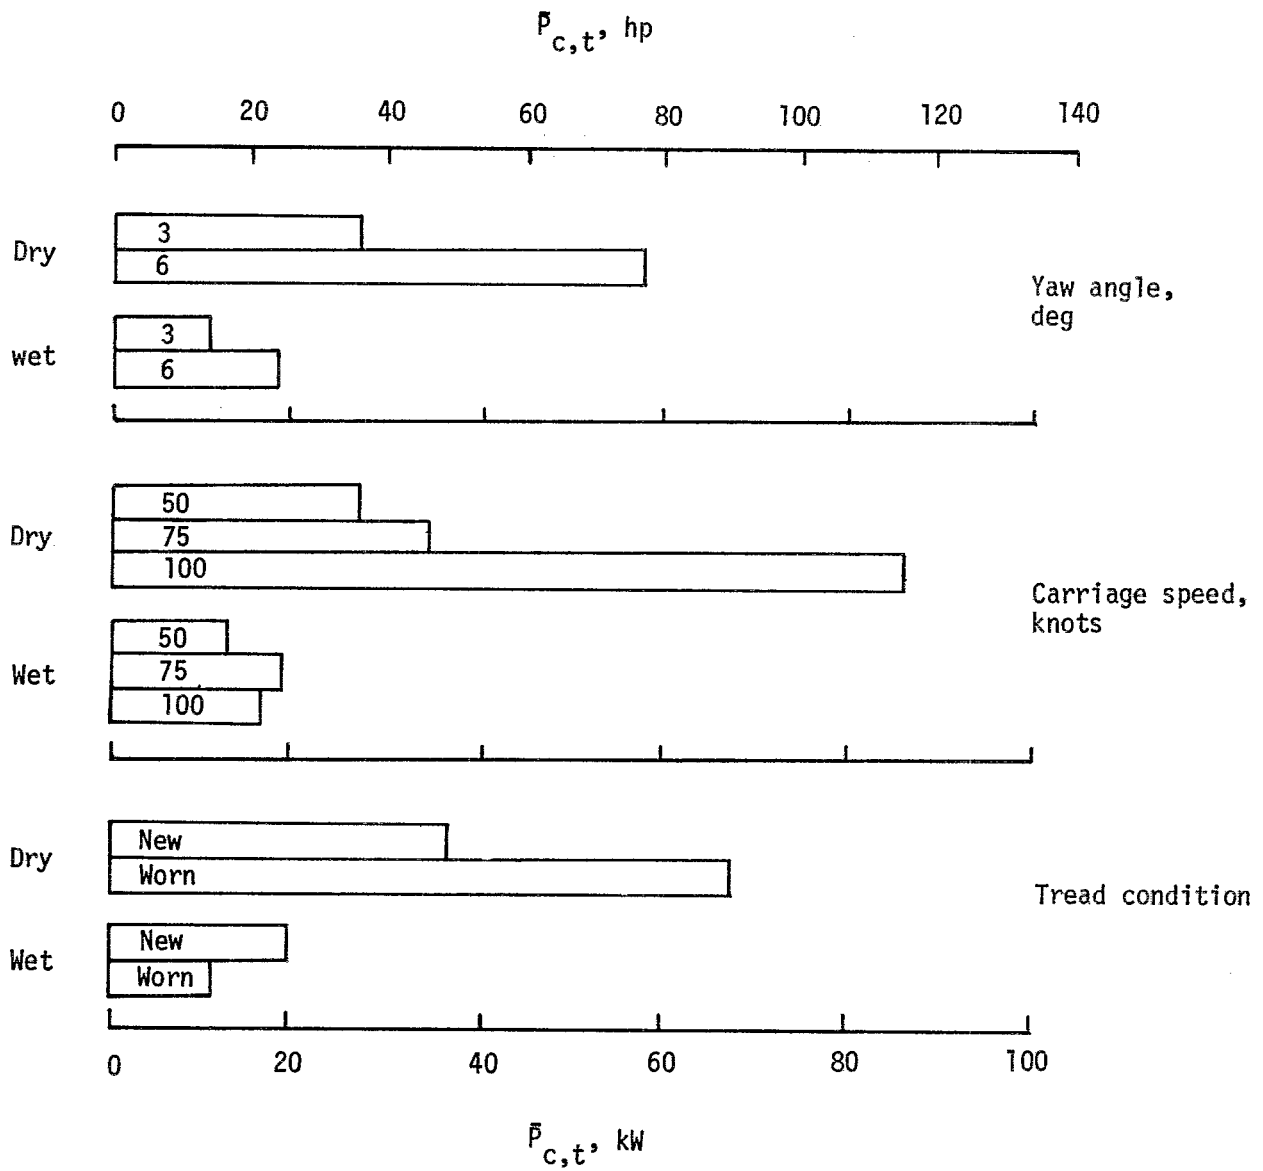 P̄c,t, hp
0 20 40 60 80 100 120 140
Dry
3
6
Yaw angle,
deg
wet
3
6
Dry
50
75
100
Carriage speed,
knots
Wet
50
75
100
Dry
New
Worn
Tread condition
Wet
New
Worn
0 20 40 60 80 100
P̄c,t, kW